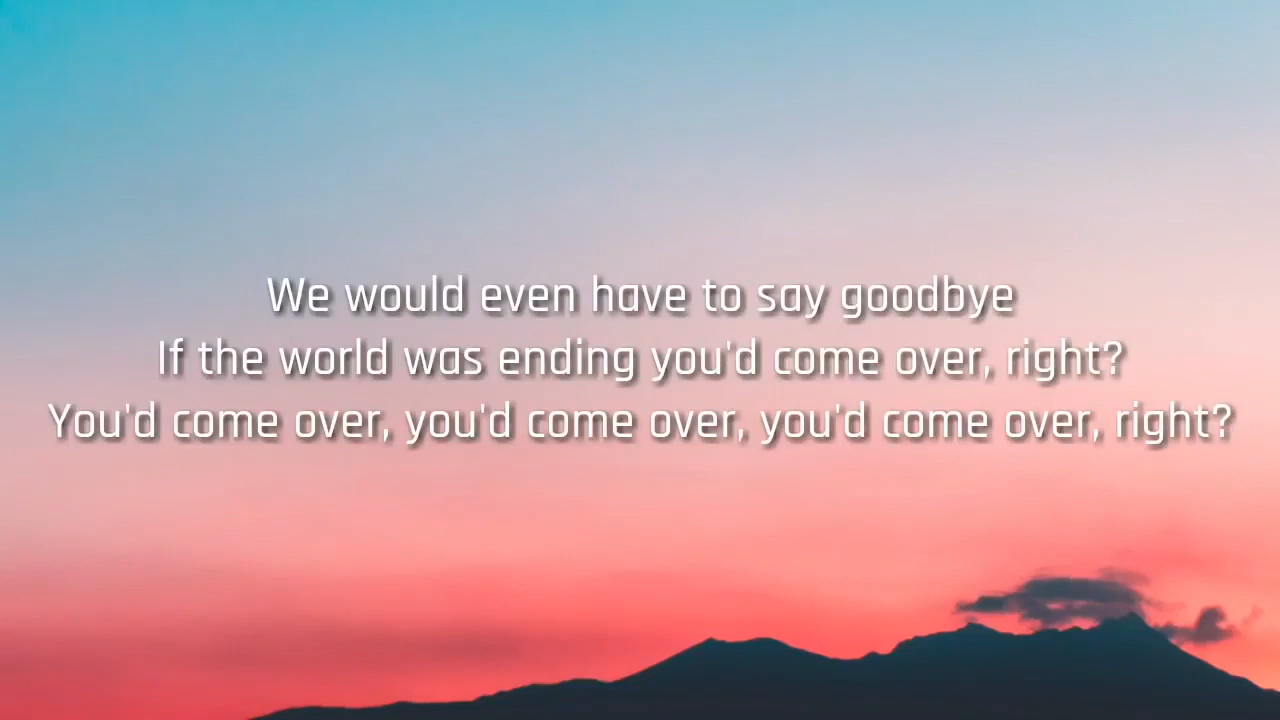 We would even have to say goodbye
If the world was ending you'd come over, right?
You'd come over, you'd come over, you'd come over, right?